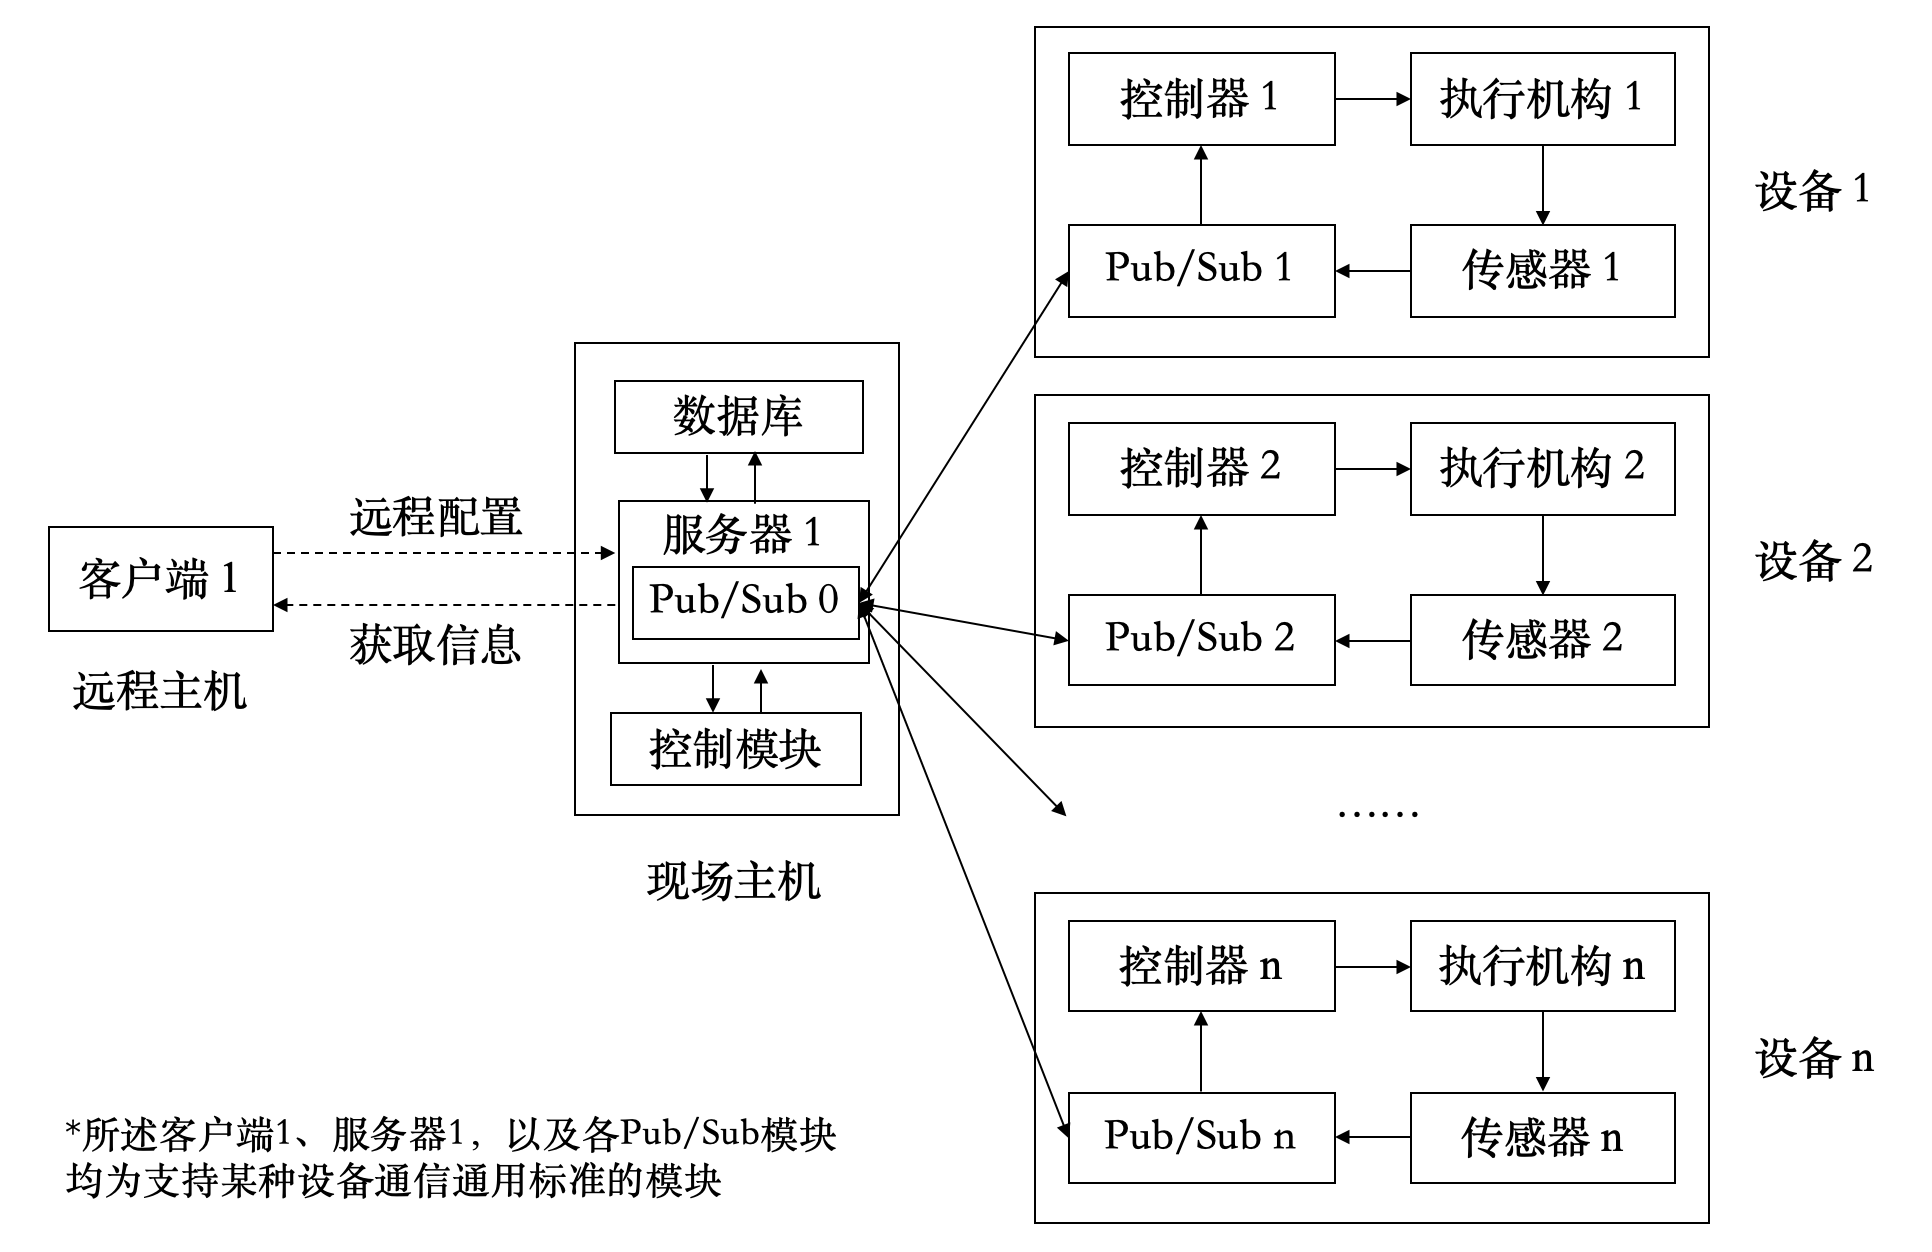 客户端 1
远程主机
远程配置
获取信息
数据库
服务器 1
Pub/Sub 0
控制模块
现场主机
控制器 1
执行机构 1
Pub/Sub 1
传感器 1
设备 1
控制器 2
执行机构 2
Pub/Sub 2
传感器 2
设备 2
……
控制器 n
执行机构 n
Pub/Sub n
传感器 n
设备 n
*所述客户端1、服务器1，以及各Pub/Sub模块
均为支持某种设备通信通用标准的模块